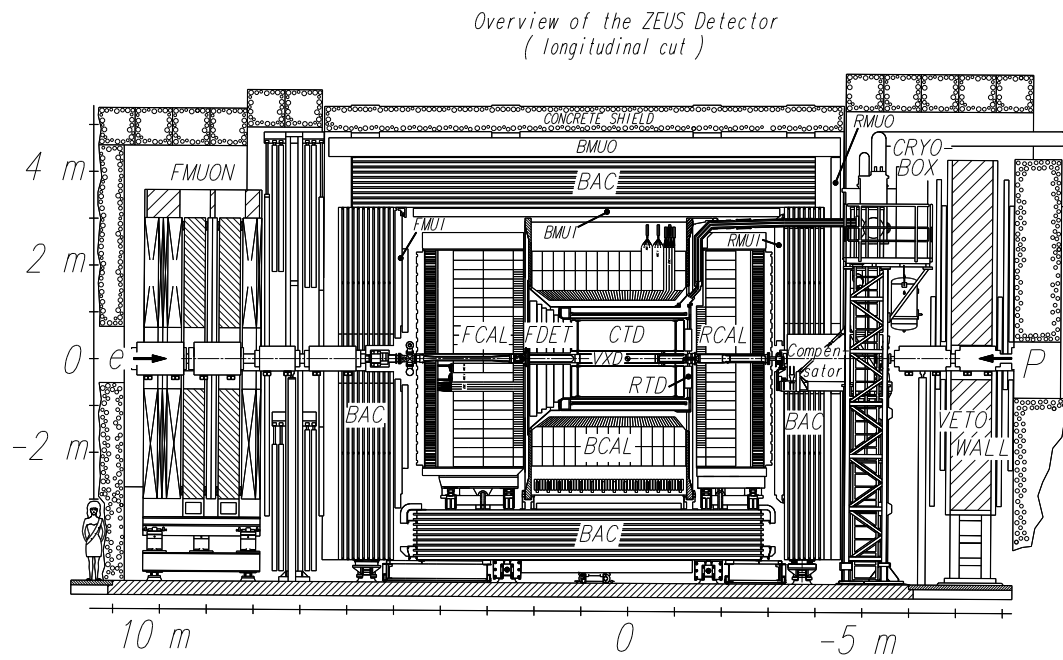 Overview of the ZEUS Detector
( longitudinal cut )
CONCRETE SHIELD
RMUO
BMUO
CRYO-
BOX
4 m
FMUON
BAC
FMUI
BMUI
RMUI
2 m
FCAL
FDET
CTD
RCAL
0
e
VXD
Compen-
sator
P
RTD
BAC
BAC
VETO
WALL
-2 m
BCAL
BAC
10 m
0
-5 m